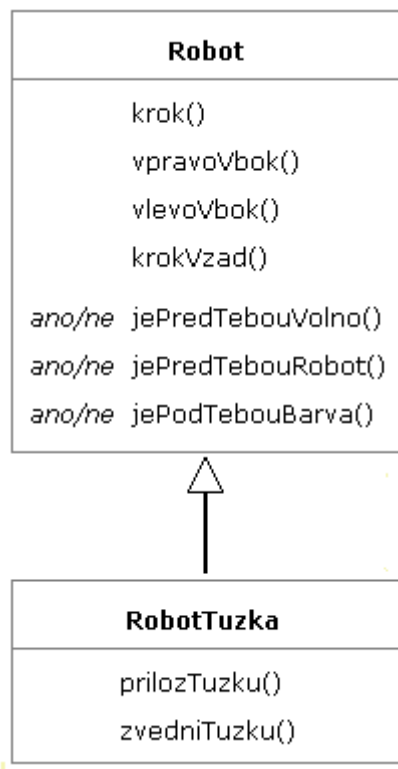 Robot
krok()
vpravoVbok()
vlevoVbok()
krokVzad()
ano/ne jePredTebouVolno()
ano/ne jePredTebouRobot()
ano/ne jePodTebouBarva()
RobotTuzka
prilozTuzku()
zvedniTuzku()